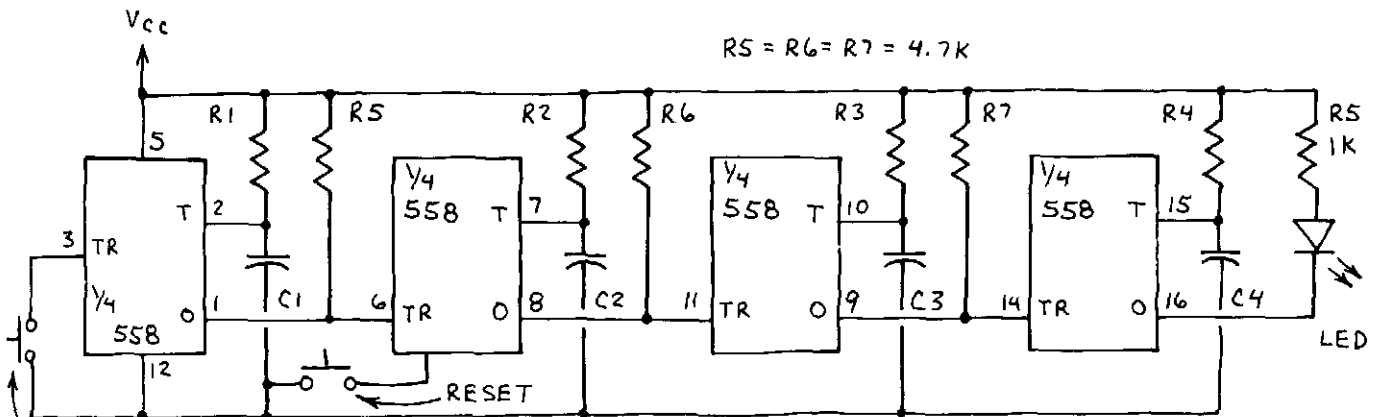 Vcc
R5 = R6 = R7 = 4.7K
R1
R5
R2
R6
R3
R7
R4
R5
1K
5
1/4
558
1/4
558
1/4
558
T
2
T
7
T
10
T
15
3
TR
1/4
558
O
1
C1
6
TR
O
8
C2
11
TR
O
9
C3
14
TR
O
16
C4
LED
12
RESET